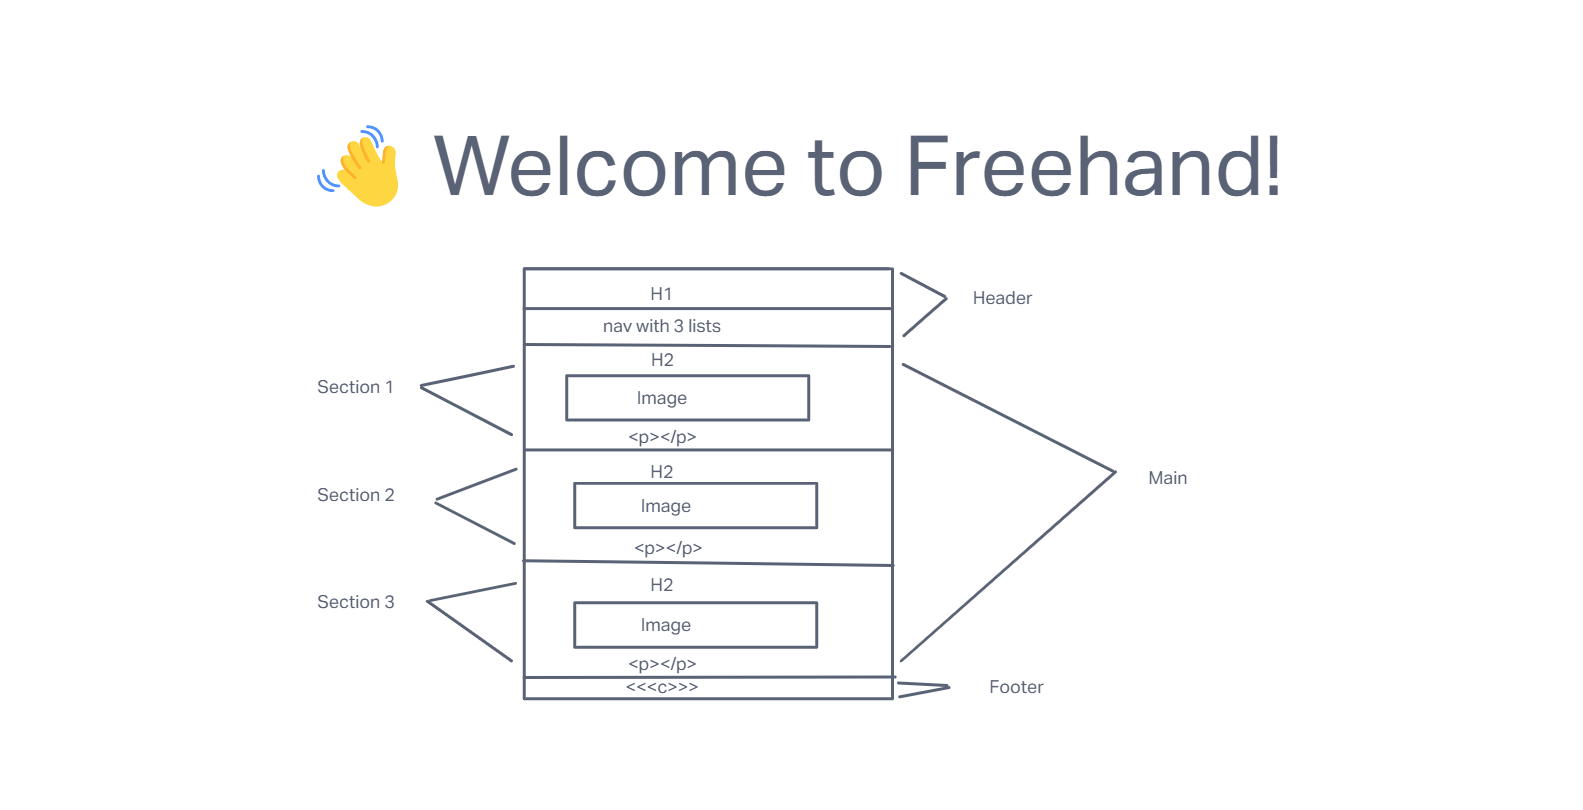 Welcome to Freehand!
H1
Header
nav with 3 lists
H2
Section 1
Image
<p></p>
H2
Main
Section 2
Image
<p></p>
H2
Section 3
Image
<p></p>
<<<c>>>
Footer